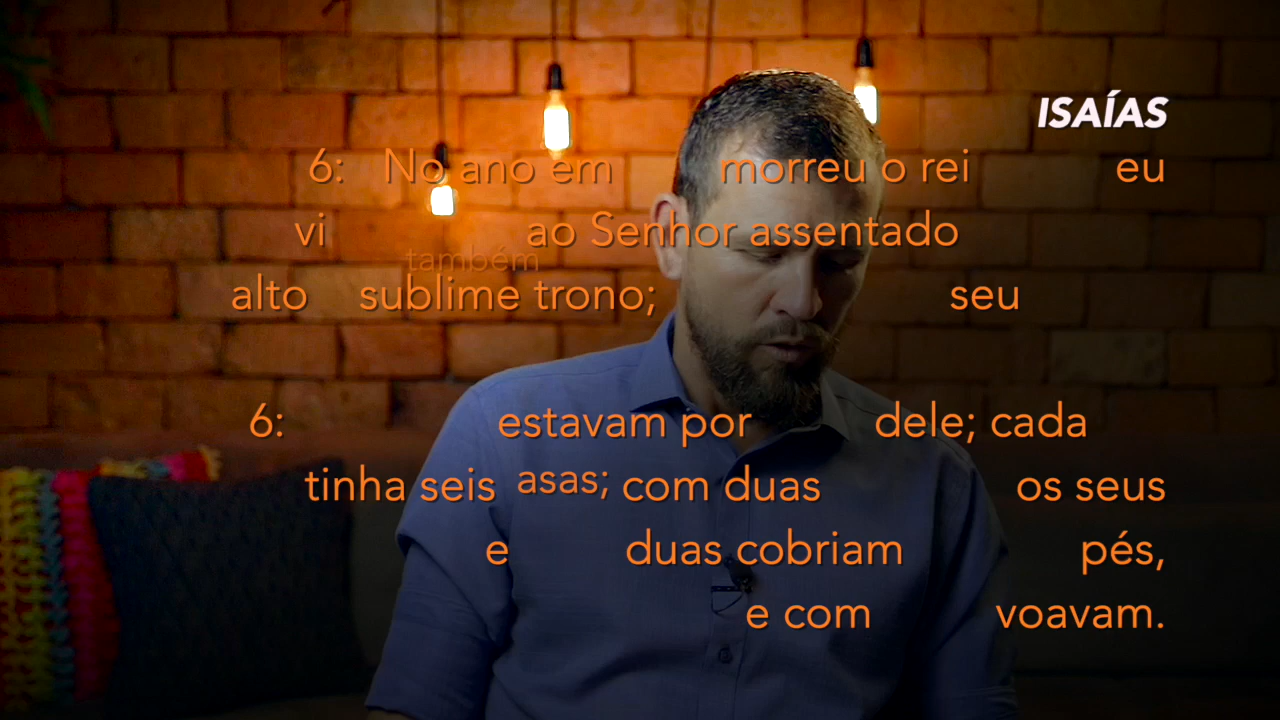 ISAÍAS
6: No ano em morreu o rei eu
vi ao Senhor assentado
também
alto sublime trono; seu
6: estavam por dele; cada
tinha seis asas; com duas os seus
e duas cobriam pés,
e com voavam.